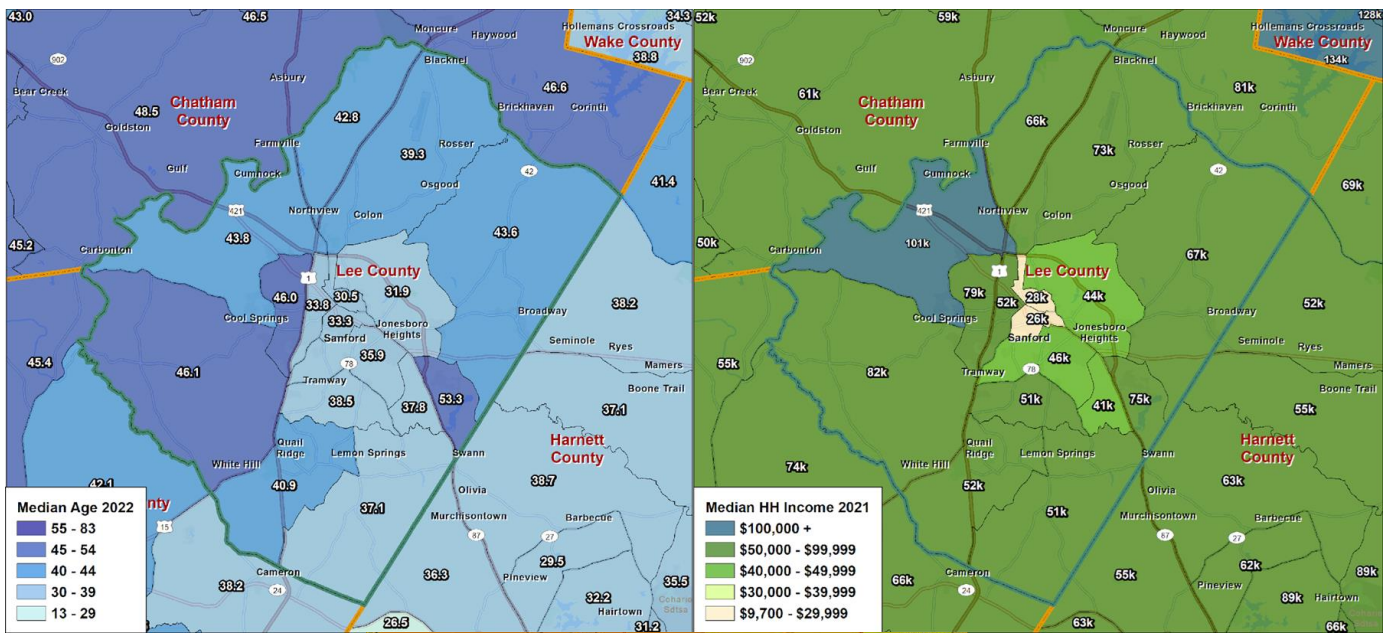 43.0
46.5
34.3
Moncure
Haywood
Hollemans Crossroads
Wake County
38.8
902
Blacknel
Asbury
Bear Creek
46.6
Chatham
County
48.5
Goldston
42.8
Brickhaven
Corinth
Farmville
39.3
Rosser
Gulf
Cumnock
42
Osgood
41.4
421
Northview
Colon
45.2
Carbonton
43.8
43.6
1
Lee County
46.0
33.8
30.5
31.9
38.2
Cool Springs
33.3
Jonesboro
Heights
Broadway
Sanford
35.9
Seminole
Ryes
45.4
78
Mamers
46.1
Tramway
Boone Trail
38.5
37.8
53.3
37.1
Quail
Ridge
Lemon Springs
Swann
Harnett
County
White Hill
42.1
40.9
38.7
37.1
Olivia
Murchisontown
Barbecue
87
27
15
29.5
38.2
Cameron
36.3
Pineview
35.5
24
32.2
Hairtown
26.5
31.2
Median Age 2022
55 - 83
45 - 54
40 - 44
30 - 39
13 - 29
52k
59k
128k
Moncure
Haywood
Hollemans Crossroads
Wake County
134k
902
Blacknel
Asbury
Bear Creek
61k
81k
Chatham
County
Brickhaven
Corinth
Goldston
66k
Farmville
73k
Rosser
Gulf
Cumnock
42
Osgood
69k
421
Northview
Colon
50k
Carbonton
101k
67k
1
Lee County
79k
52k
28k
44k
52k
Cool Springs
26k
Jonesboro
Heights
Broadway
Sanford
46k
Seminole
Ryes
55k
78
Mamers
82k
Tramway
Boone Trail
51k
41k
75k
55k
Quail
Ridge
Lemon Springs
Swann
Harnett
County
White Hill
74k
52k
63k
51k
Olivia
Murchisontown
Barbecue
87
27
66k
Cameron
55k
62k
Pineview
89k
24
89k
Hairtown
63k
66k
Median HH Income 2021
$100,000 +
$50,000 - $99,999
$40,000 - $49,999
$30,000 - $39,999
$9,700 - $29,999